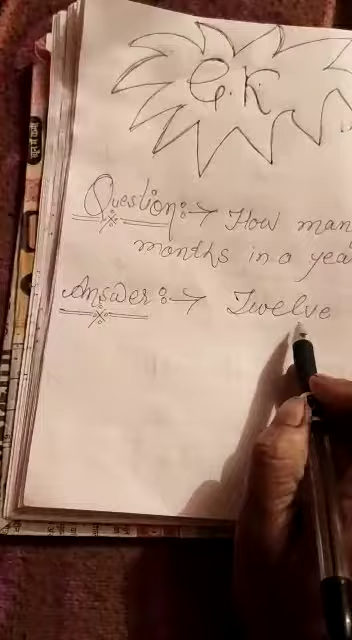 G.K
Question:→ How man
months in a yea
Answer:→ Twelve